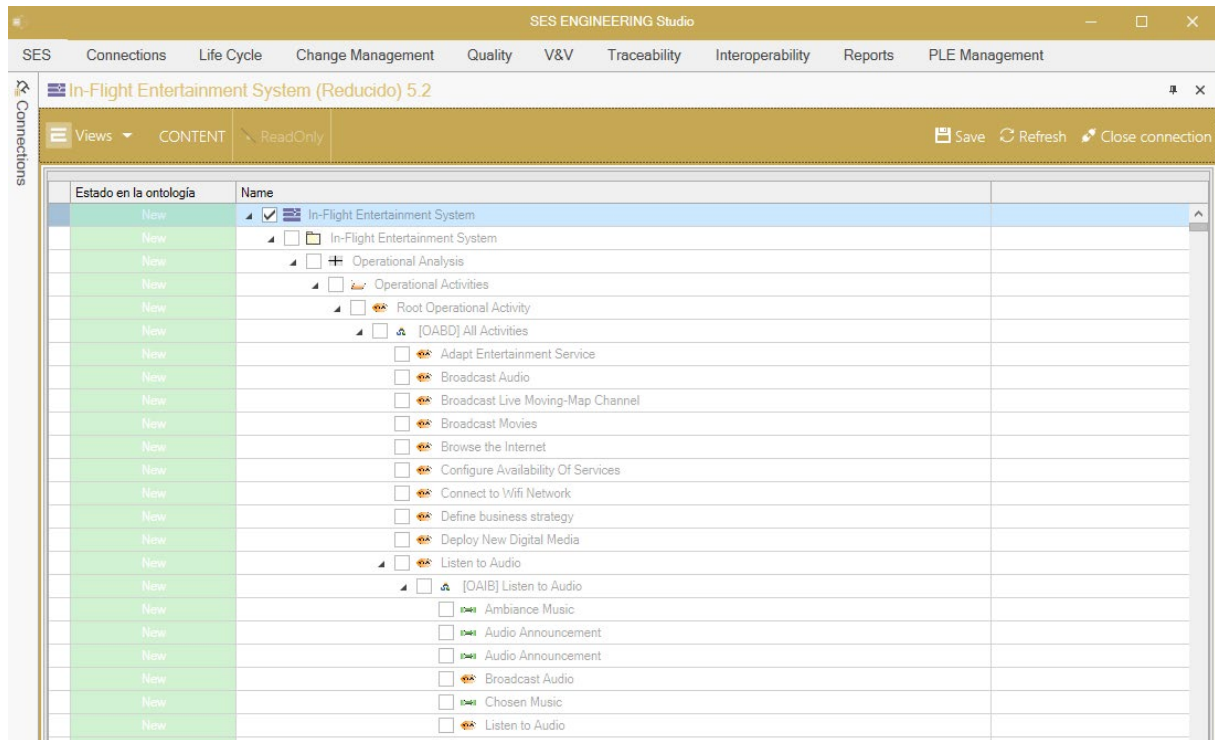 SES ENGINEERING Studio
SES Connections Life Cycle Change Management Quality V&V Traceability Interoperability Reports PLE Management
Connections
In-Flight Entertainment System (Reducido) 5.2
Views CONTENT ReadOnly Save Refresh Close connection
Estado en la ontología Name
New In-Flight Entertainment System
New In-Flight Entertainment System
New Operational Analysis
New Operational Activities
New Root Operational Activity
New [OABD] All Activities
New Adapt Entertainment Service
New Broadcast Audio
New Broadcast Live Moving-Map Channel
New Broadcast Movies
New Browse the Internet
New Configure Availability Of Services
New Connect to Wifi Network
New Define business strategy
New Deploy New Digital Media
New Listen to Audio
New [OAIB] Listen to Audio
New Ambiance Music
New Audio Announcement
New Audio Announcement
New Broadcast Audio
New Chosen Music
New Listen to Audio